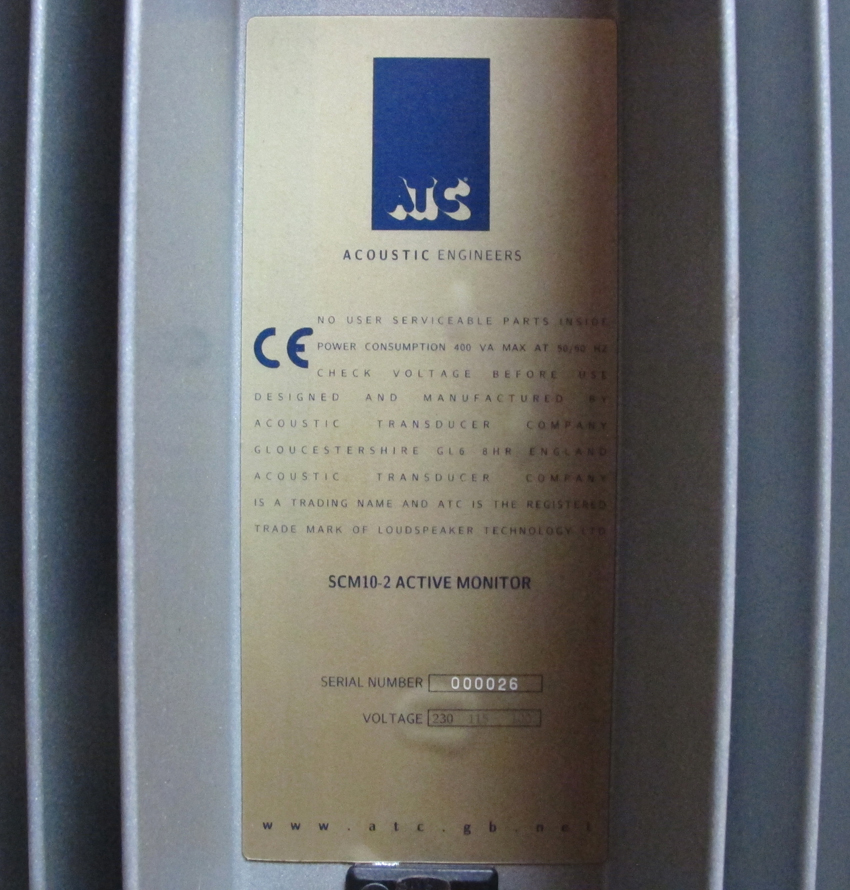 ATC®
ACOUSTIC ENGINEERS
NO USER SERVICEABLE PARTS INSIDE
CE POWER CONSUMPTION 400 VA MAX AT 50/60 HZ
CHECK VOLTAGE BEFORE USE
DESIGNED AND MANUFACTURED BY
ACOUSTIC TRANSDUCER COMPANY
GLOUCESTERSHIRE GL6 8HR ENGLAND
ACOUSTIC TRANSDUCER COMPANY
IS A TRADING NAME AND ATC IS THE REGISTERED
TRADE MARK OF LOUDSPEAKER TECHNOLOGY LTD
SCM10-2 ACTIVE MONITOR
SERIAL NUMBER 000026
VOLTAGE 230 115
www.atc.gb.net